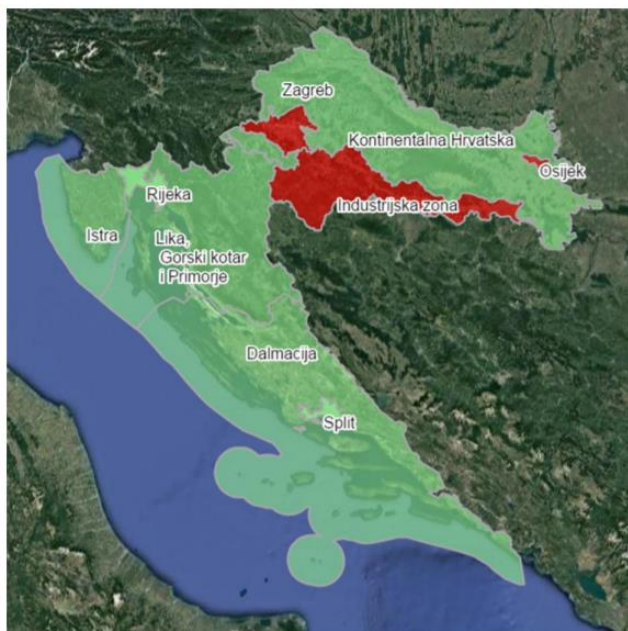 Zagreb
Kontinentalna Hrvatska
Osijek
Rijeka
Industrijska zona
Istra
Lika,
Gorski kotar
i Primorje
Dalmacija
Split